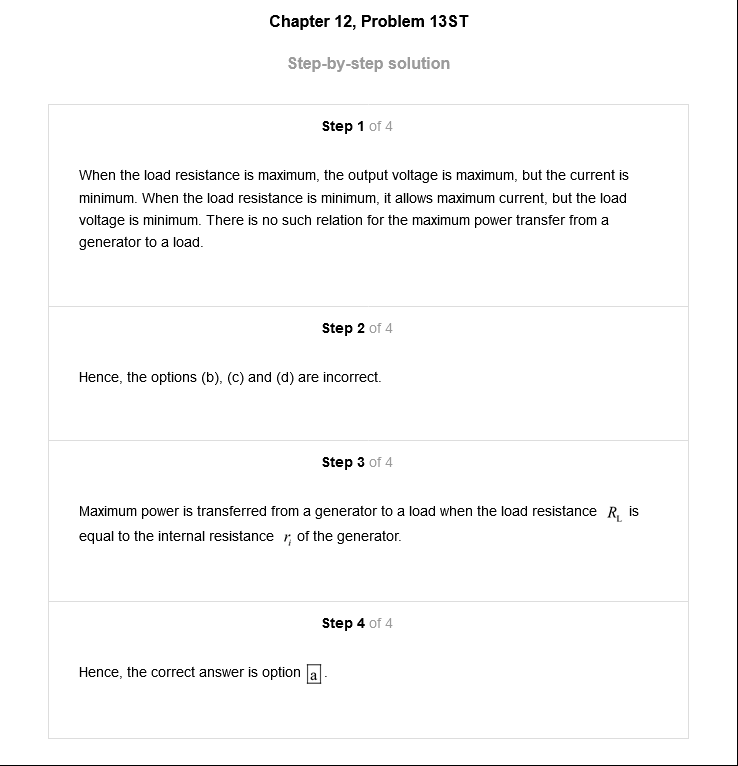 Chapter 12, Problem 13ST
Step-by-step solution
Step 1 of 4
When the load resistance is maximum, the output voltage is maximum, but the current is
minimum. When the load resistance is minimum, it allows maximum current, but the load
voltage is minimum. There is no such relation for the maximum power transfer from a
generator to a load.
Step 2 of 4
Hence, the options (b), (c) and (d) are incorrect.
Step 3 of 4
Maximum power is transferred from a generator to a load when the load resistance R_L is
equal to the internal resistance r_i of the generator.
Step 4 of 4
Hence, the correct answer is option a.